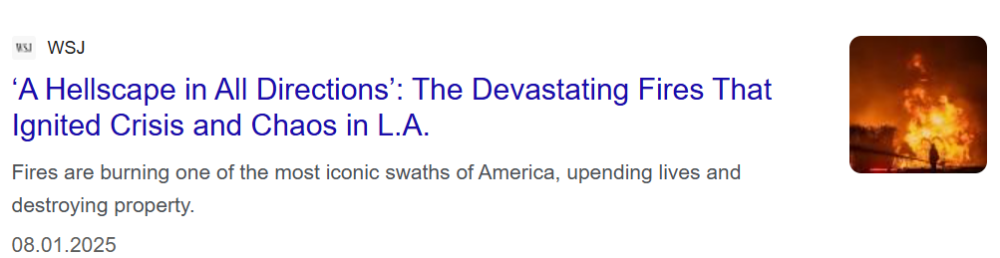 WSJ WSJ
‘A Hellscape in All Directions’: The Devastating Fires That
Ignited Crisis and Chaos in L.A.
Fires are burning one of the most iconic swaths of America, upending lives and
destroying property.
08.01.2025